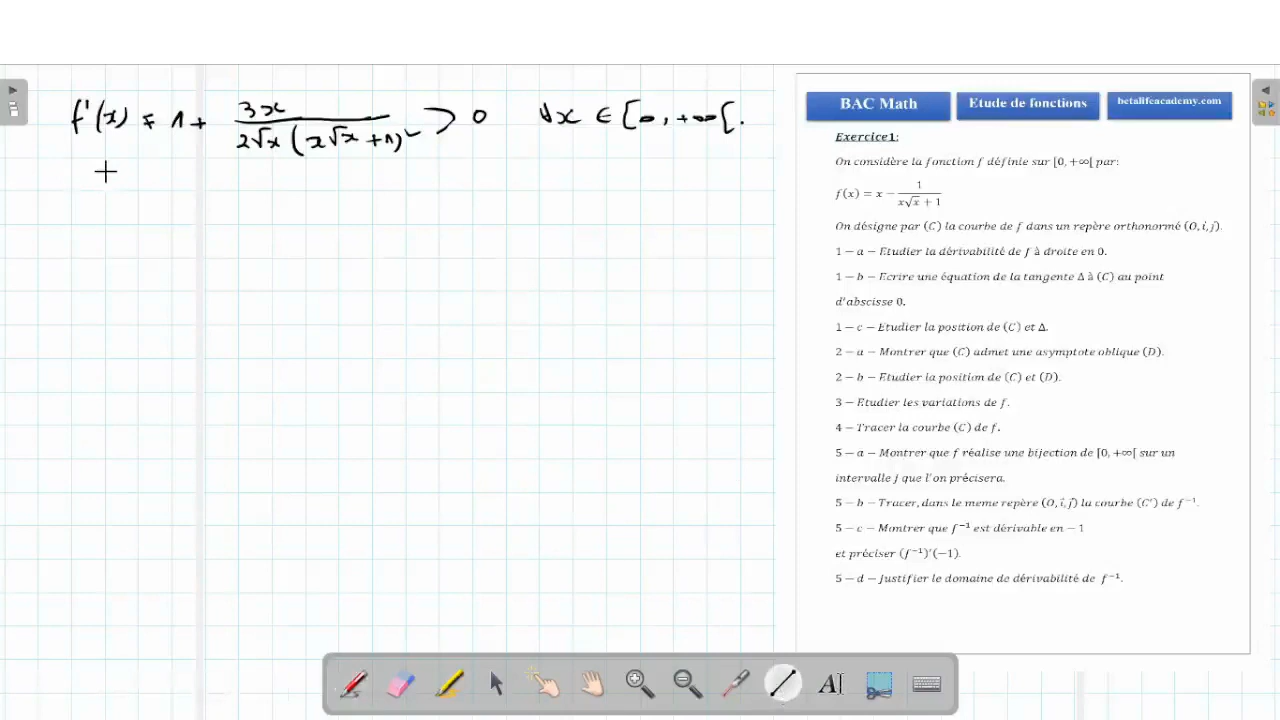 f'(x) = 1 + 3x / 2√x (x√x + 1)² > 0 ∀x ∈ [0, +∞[.
BAC Math
Etude de fonctions
betalifeacademy.com
Exercice1:
On considère la fonction f définie sur [0, +∞[ par:
f(x) = x − 1 / x√x + 1
On désigne par (C) la courbe de f dans un repère orthonormé (O, i, j).
1 − a − Etudier la dérivabilité de f à droite en 0.
1 − b − Ecrire une équation de la tangente Δ à (C) au point
d'abscisse 0.
1 − c − Etudier la position de (C) et Δ.
2 − a − Montrer que (C) admet une asymptote oblique (D).
2 − b − Etudier la position de (C) et (D).
3 − Etudier les variations de f.
4 − Tracer la courbe (C) de f.
5 − a − Montrer que f réalise une bijection de [0, +∞[ sur un
intervalle j que l'on précisera.
5 − b − Tracer, dans le meme repère (O, i, j) la courbe (C') de f⁻¹.
5 − c − Montrer que f⁻¹ est dérivable en − 1
et préciser (f⁻¹)'(−1).
5 − d − Justifier le domaine de dérivabilité de f⁻¹.